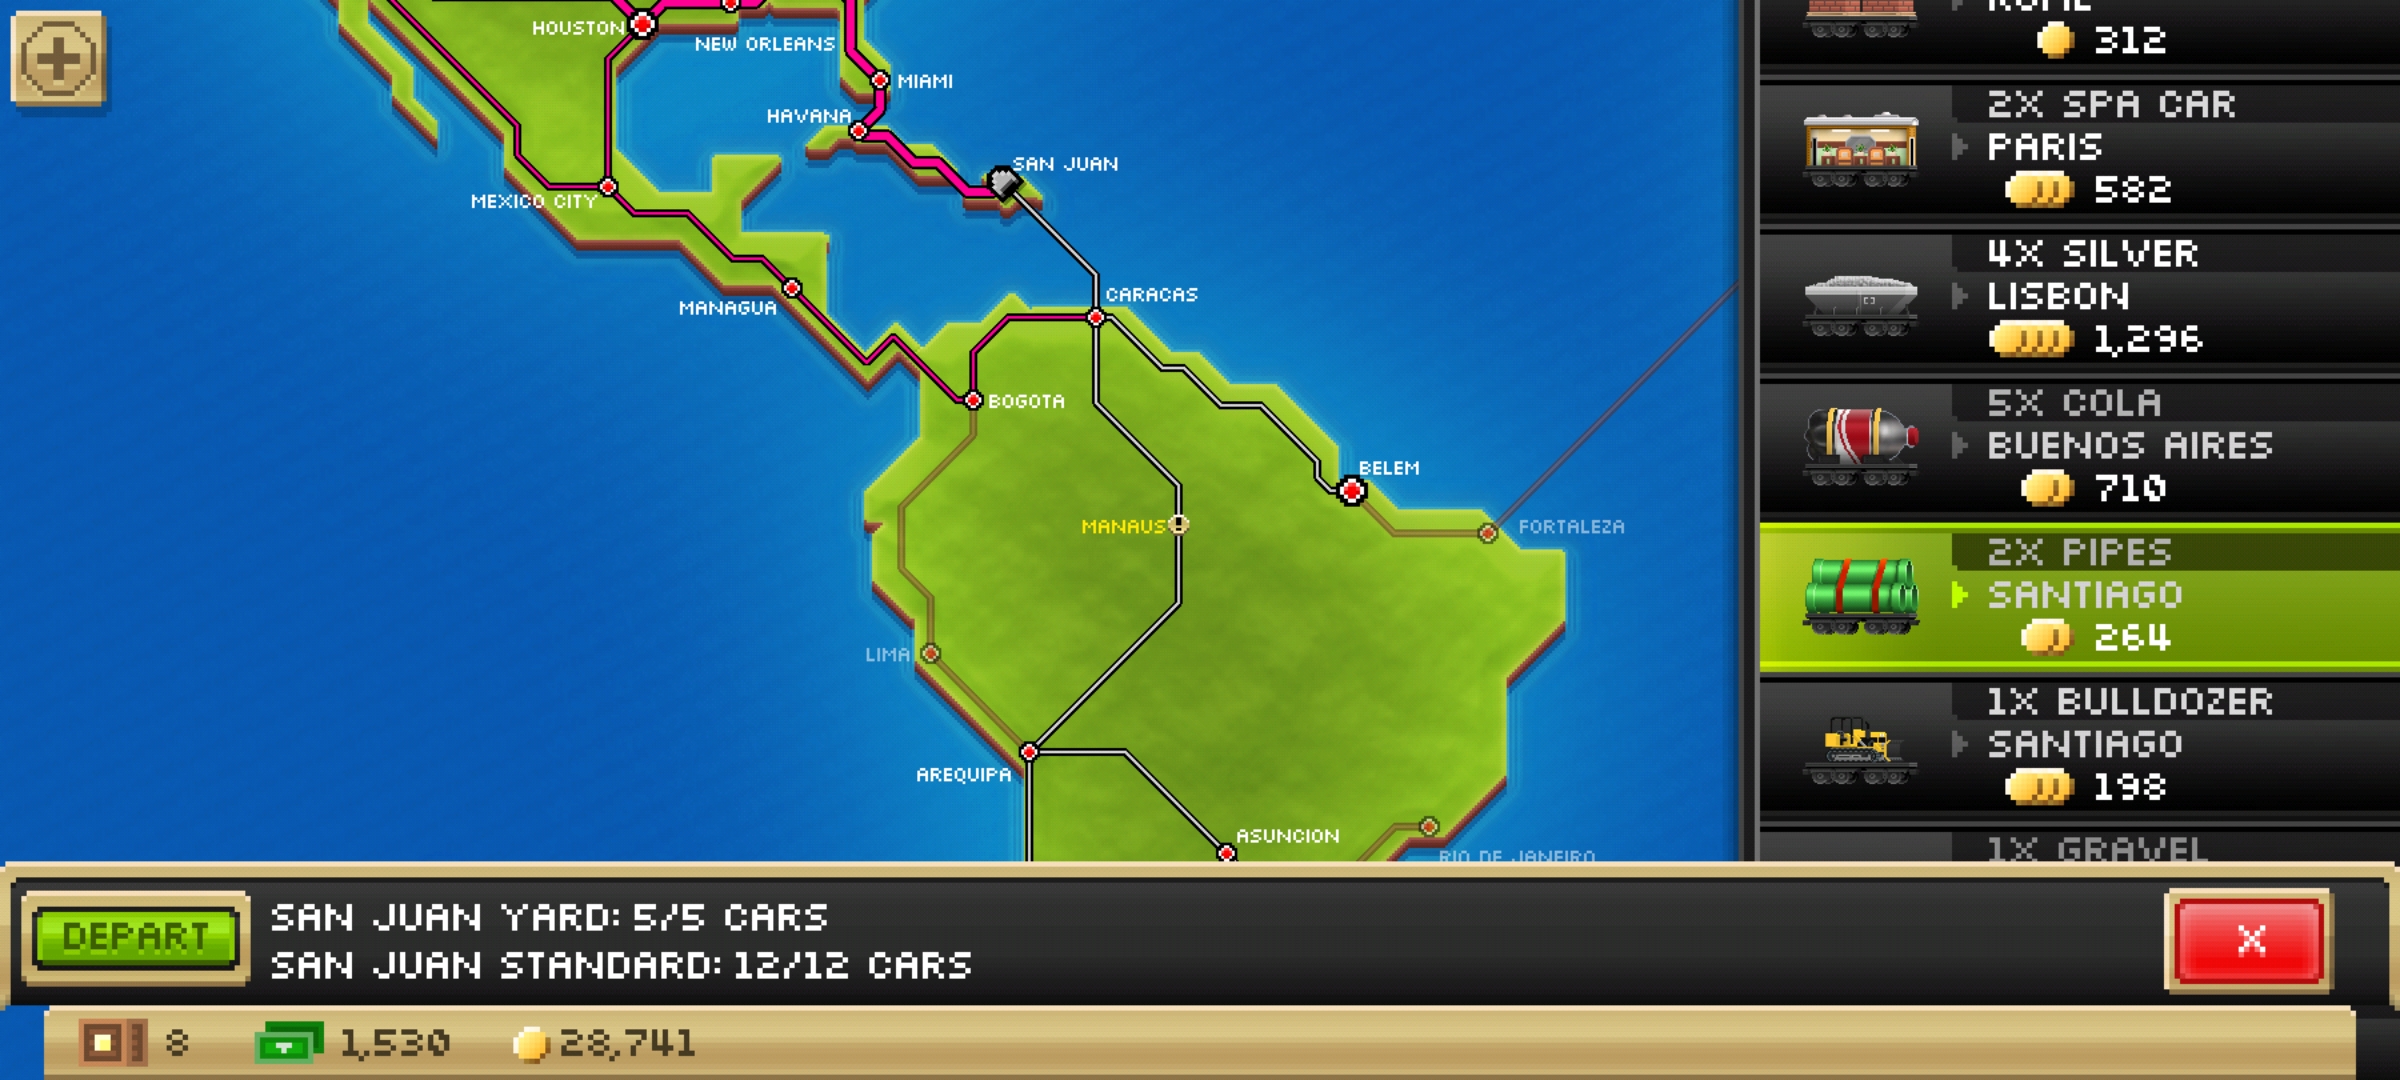 HOUSTON
NEW ORLEANS
MIAMI
HAVANA
SAN JUAN
MEXICO CITY
MANAGUA
CARACAS
BOGOTA
BELEM
MANAUS
FORTALEZA
LIMA
AREQUIPA
ASUNCION
RIO DE JANEIRO
ROME
312
2X SPA CAR
PARIS
582
4X SILVER
LISBON
1,296
5X COLA
BUENOS AIRES
710
2X PIPES
SANTIAGO
264
1X BULLDOZER
SANTIAGO
198
1X GRAVEL
DEPART
SAN JUAN YARD: 5/5 CARS
SAN JUAN STANDARD: 12/12 CARS
X
8
1,530
28,741